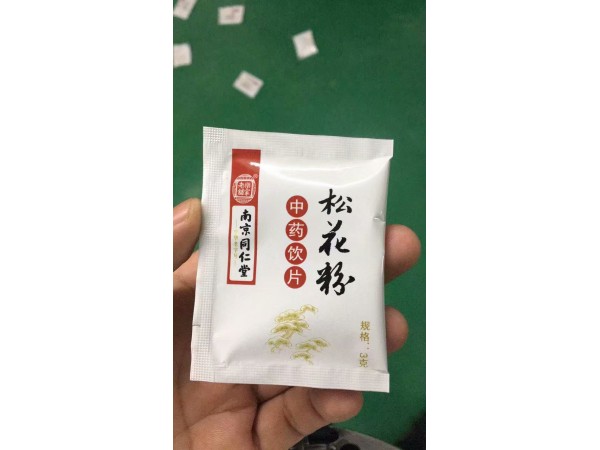 松花粉
中药饮片
南京同仁堂
规格：3克